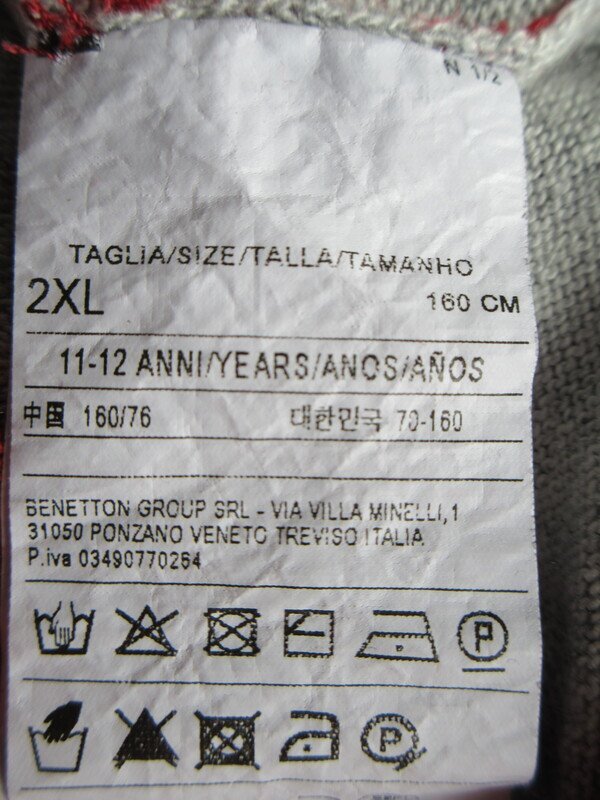 N 1/2
TAGLIA/SIZE/TALLA/TAMANHO
2XL 160 CM
11-12 ANNI/YEARS/ANOS/AÑOS
中国 160/76 대한민국 70-160
BENETTON GROUP SRL - VIA VILLA MINELLI,1
31050 PONZANO VENETO TREVISO ITALIA
P.iva 03490770264
P
P